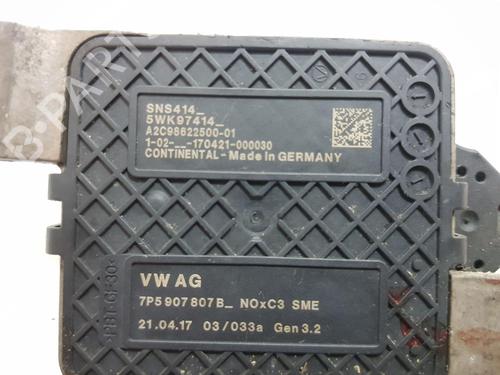 SNS414_
5WK97414_
A2C98622500-01
1-02-__-170421-000030
CONTINENTAL-Made in GERMANY
VW AG
7P5 907 807 B_ NOxC3 SME
21.04.17 03/033a Gen 3.2